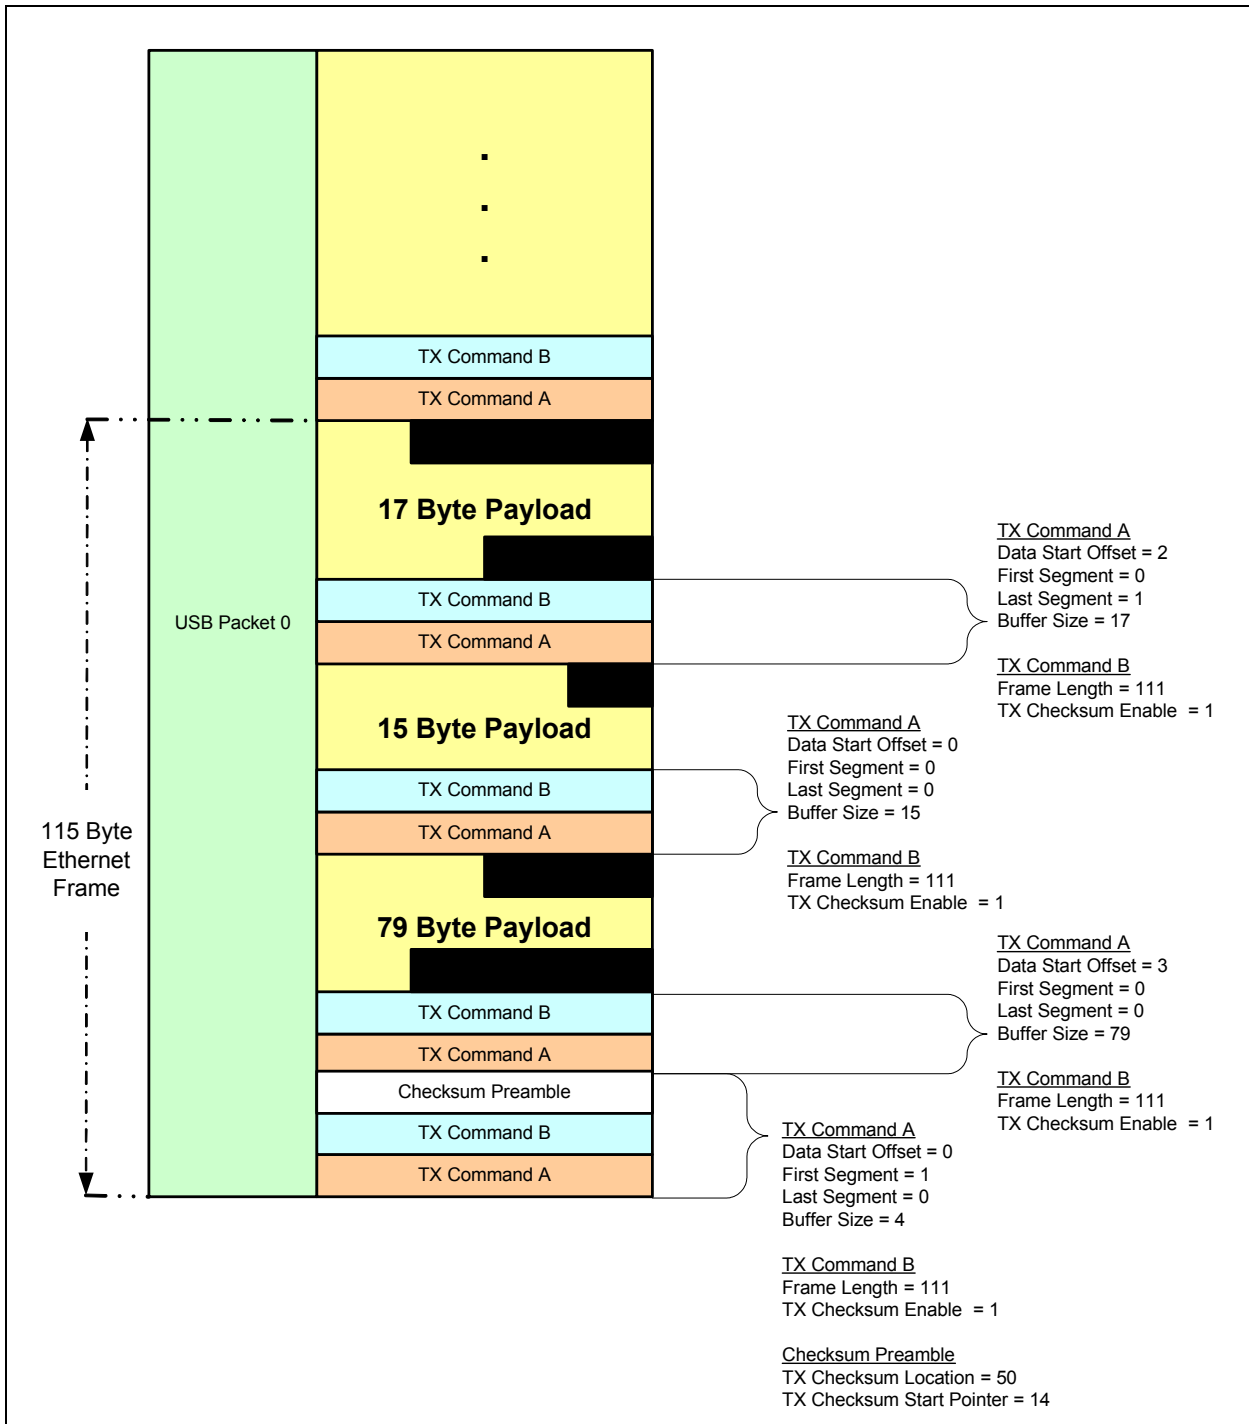 TX Command B
TX Command A
17 Byte Payload
TX Command B
TX Command A
USB Packet 0
15 Byte Payload
TX Command B
TX Command A
115 Byte
Ethernet
Frame
79 Byte Payload
TX Command B
TX Command A
Checksum Preamble
TX Command B
TX Command A
TX Command A
Data Start Offset = 2
First Segment = 0
Last Segment = 1
Buffer Size = 17
TX Command B
Frame Length = 111
TX Checksum Enable = 1
TX Command A
Data Start Offset = 0
First Segment = 0
Last Segment = 0
Buffer Size = 15
TX Command B
Frame Length = 111
TX Checksum Enable = 1
TX Command A
Data Start Offset = 3
First Segment = 0
Last Segment = 0
Buffer Size = 79
TX Command B
Frame Length = 111
TX Checksum Enable = 1
TX Command A
Data Start Offset = 0
First Segment = 1
Last Segment = 0
Buffer Size = 4
TX Command B
Frame Length = 111
TX Checksum Enable = 1
Checksum Preamble
TX Checksum Location = 50
TX Checksum Start Pointer = 14